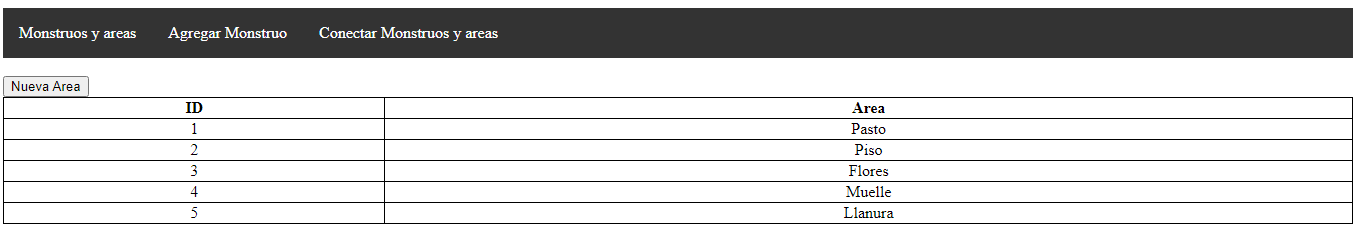 Monstruos y areas Agregar Monstruo Conectar Monstruos y areas
Nueva Area
ID Area
1 Pasto
2 Piso
3 Flores
4 Muelle
5 Llanura